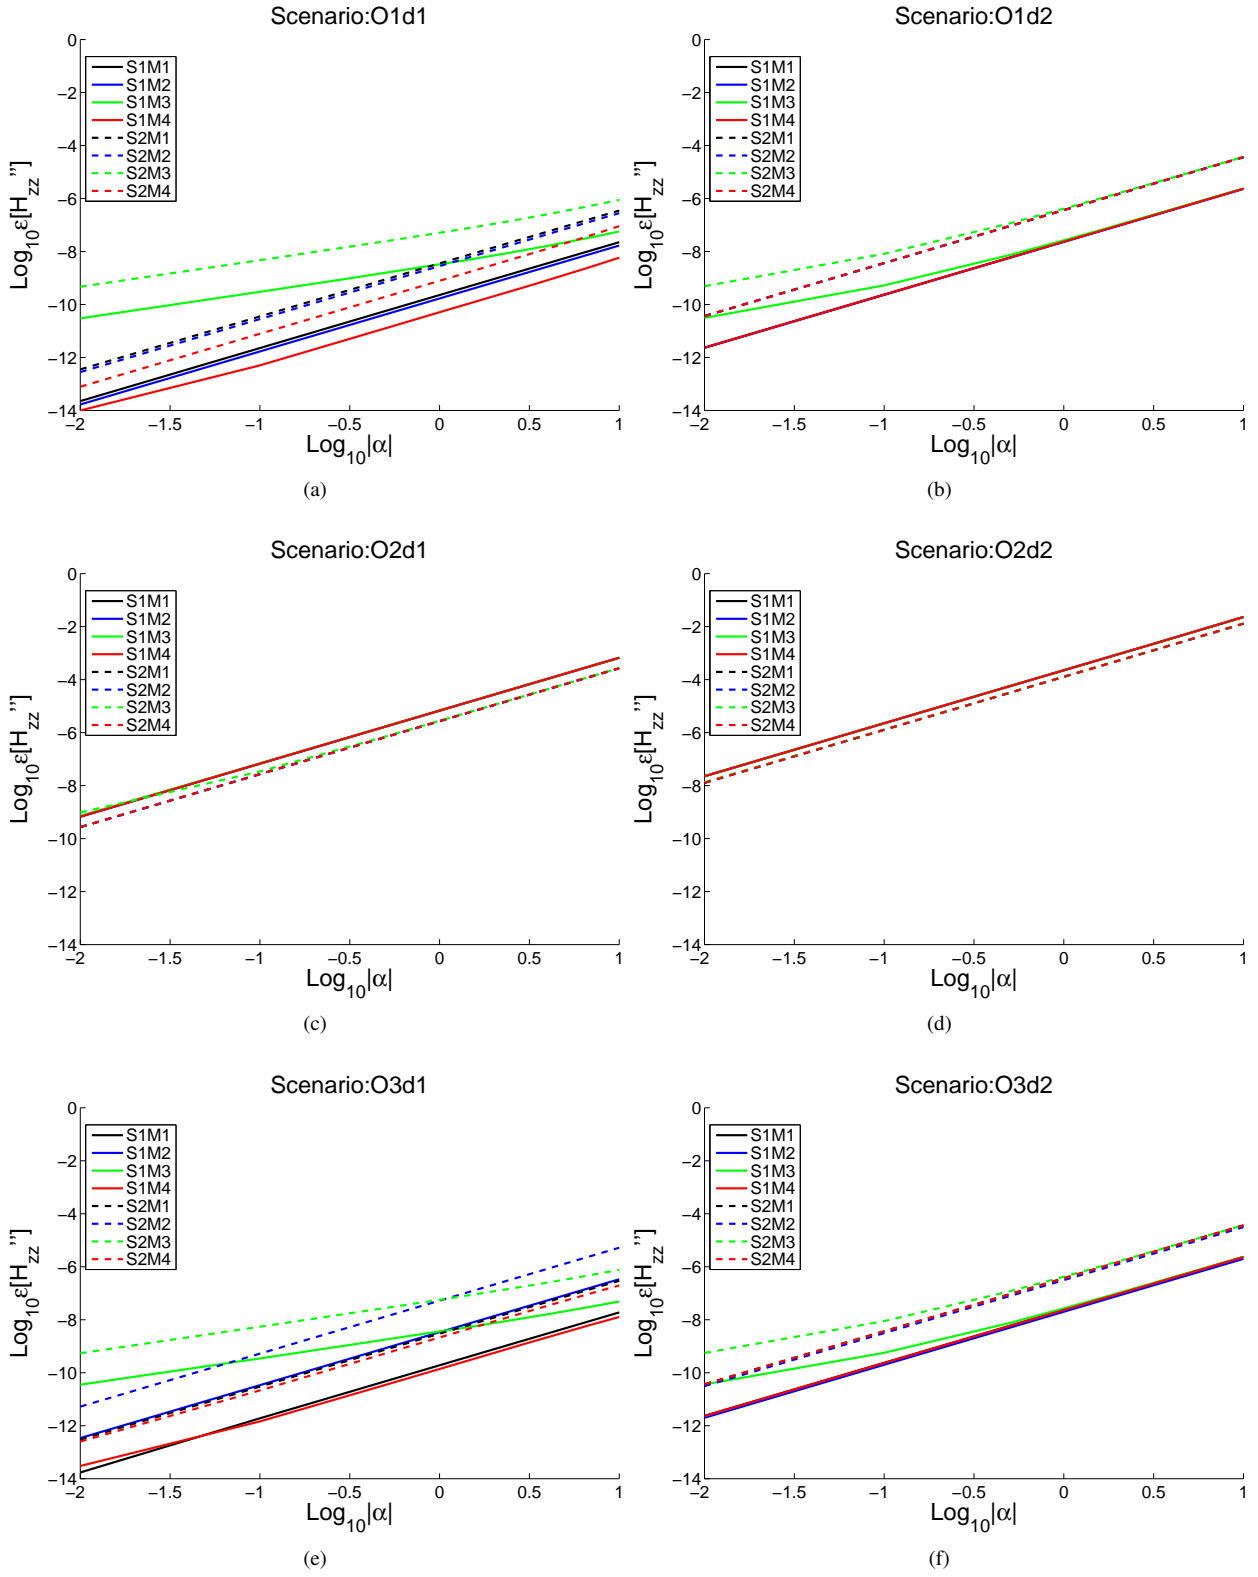 Scenario:O1d1
0
−2
−4
−6
−8
−10
−12
−14
Log10ε[Hzz’’]
S1M1
S1M2
S1M3
S1M4
S2M1
S2M2
S2M3
S2M4
−2 −1.5 −1 −0.5 0 0.5 1
Log10|α|
(a)
Scenario:O1d2
0
−2
−4
−6
−8
−10
−12
−14
Log10ε[Hzz’’]
S1M1
S1M2
S1M3
S1M4
S2M1
S2M2
S2M3
S2M4
−2 −1.5 −1 −0.5 0 0.5 1
Log10|α|
(b)
Scenario:O2d1
0
−2
−4
−6
−8
−10
−12
−14
Log10ε[Hzz’’]
S1M1
S1M2
S1M3
S1M4
S2M1
S2M2
S2M3
S2M4
−2 −1.5 −1 −0.5 0 0.5 1
Log10|α|
(c)
Scenario:O2d2
0
−2
−4
−6
−8
−10
−12
−14
Log10ε[Hzz’’]
S1M1
S1M2
S1M3
S1M4
S2M1
S2M2
S2M3
S2M4
−2 −1.5 −1 −0.5 0 0.5 1
Log10|α|
(d)
Scenario:O3d1
0
−2
−4
−6
−8
−10
−12
−14
Log10ε[Hzz’’]
S1M1
S1M2
S1M3
S1M4
S2M1
S2M2
S2M3
S2M4
−2 −1.5 −1 −0.5 0 0.5 1
Log10|α|
(e)
Scenario:O3d2
0
−2
−4
−6
−8
−10
−12
−14
Log10ε[Hzz’’]
S1M1
S1M2
S1M3
S1M4
S2M1
S2M2
S2M3
S2M4
−2 −1.5 −1 −0.5 0 0.5 1
Log10|α|
(f)